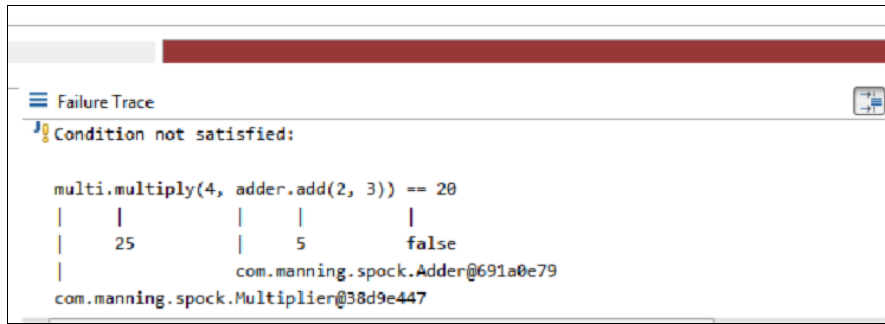 Failure Trace
Condition not satisfied:
multi.multiply(4, adder.add(2, 3)) == 20
|     |            |     |         |
|     25           |     5         false
|                  com.manning.spock.Adder@691a0e79
com.manning.spock.Multiplier@38d9e447